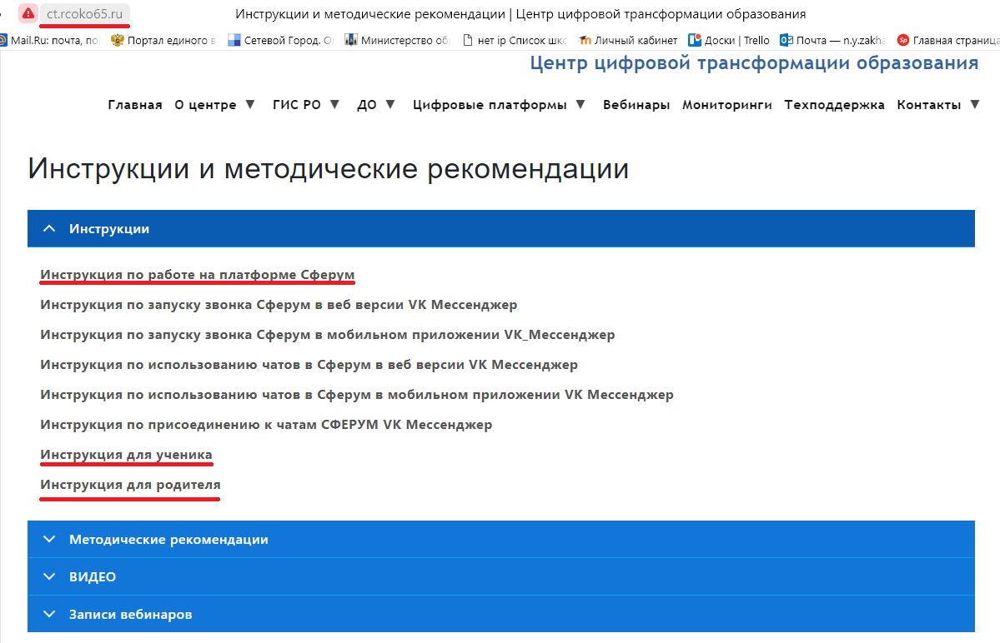 ct.rcoko65.ru
Инструкции и методические рекомендации | Центр цифровой трансформации образования
Mail.Ru: почта, по
Портал единого
Сетевой Город.
Министерство
нет ip Список
Личный кабинет
Доски | Trello
Почта — n.y.zakha
Главная страница
Центр цифровой трансформации образования
Главная О центре ▼ ГИС РО ▼ ДО ▼ Цифровые платформы ▼ Вебинары Мониторинги Техподдержка Контакты ▼
Инструкции и методические рекомендации
Инструкции
Инструкция по работе на платформе Сферум
Инструкция по запуску звонка Сферум в веб версии VK Мессенджер
Инструкция по запуску звонка Сферум в мобильном приложении VK_Мессенджер
Инструкция по использованию чатов в Сферум в веб версии VK Мессенджер
Инструкция по использованию чатов в Сферум в мобильном приложении VK Мессенджер
Инструкция по присоединению к чатам СФЕРУМ VK Мессенджер
Инструкция для ученика
Инструкция для родителя
Методические рекомендации
ВИДЕО
Записи вебинаров